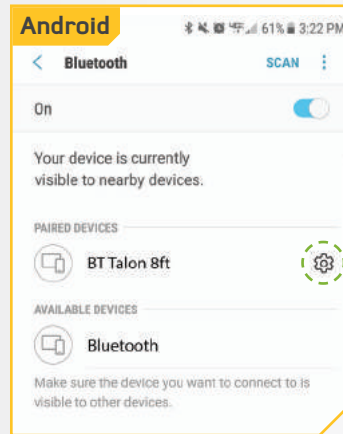 Android
61% 3:22 PM
Bluetooth SCAN
On
Your device is currently
visible to nearby devices.
PAIRED DEVICES
BT Talon 8ft
AVAILABLE DEVICES
Bluetooth
Make sure the device you want to connect to is
visible to other devices.